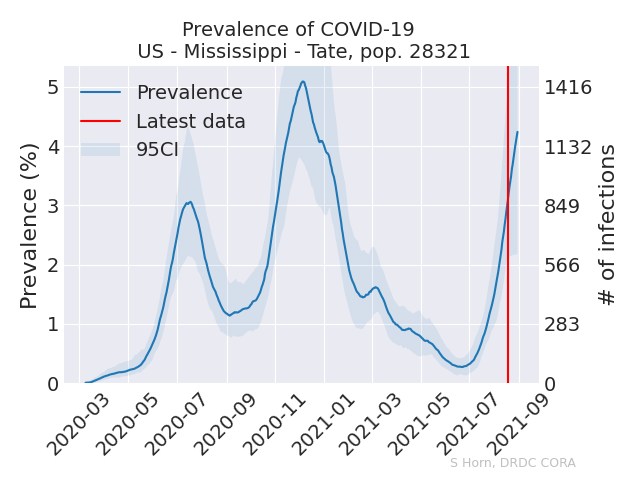 Prevalence of COVID-19
US - Mississippi - Tate, pop. 28321
Prevalence
Latest data
95CI
Prevalence (%)
5
4
3
2
1
0
# of infections
1416
1132
849
566
283
0
2020-03
2020-05
2020-07
2020-09
2020-11
2021-01
2021-03
2021-05
2021-07
2021-09
S Horn, DRDC CORA